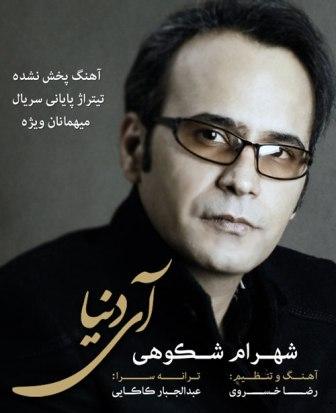 آهنگ پخش نشده
تیتراژ پایانی سریال
میهمانان ویژه
آی دنیا
شهرام شکوهی
آهنگ و تنظیم:
رضا خسروی
ترانه سرا:
عبدالجبار کاکایی